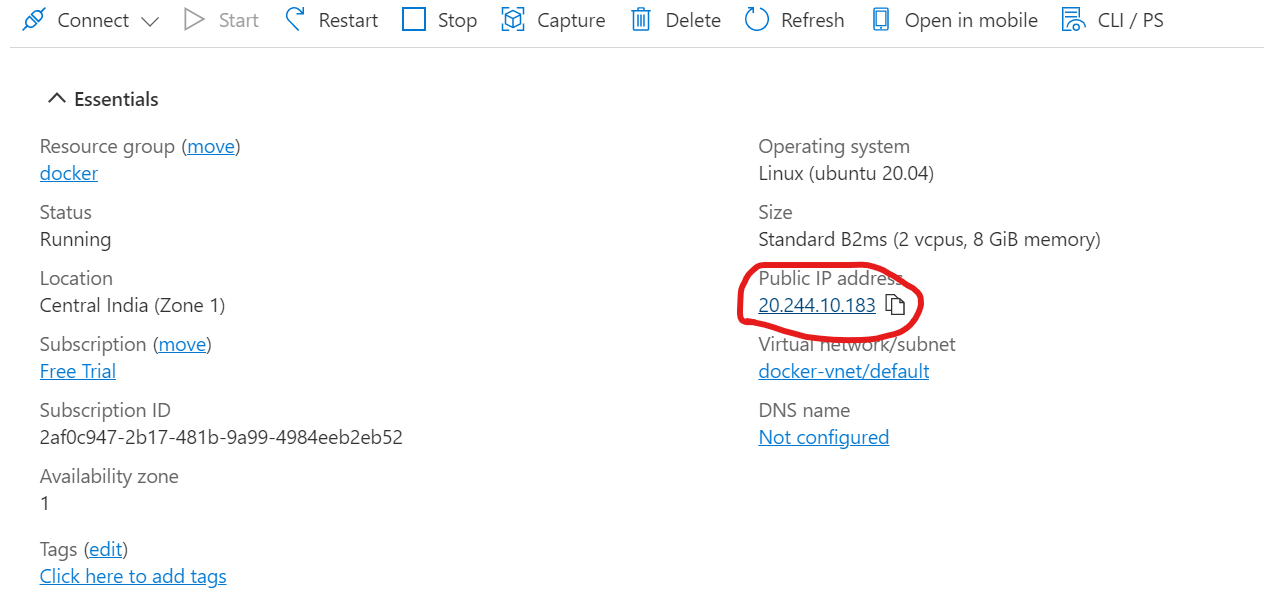 Connect Start Restart Stop Capture Delete Refresh Open in mobile CLI / PS
Essentials
Resource group (move)
docker
Status
Running
Location
Central India (Zone 1)
Subscription (move)
Free Trial
Subscription ID
2af0c947-2b17-481b-9a99-4984eeb2eb52
Availability zone
1
Tags (edit)
Click here to add tags
Operating system
Linux (ubuntu 20.04)
Size
Standard B2ms (2 vcpus, 8 GiB memory)
Public IP address
20.244.10.183
Virtual network/subnet
docker-vnet/default
DNS name
Not configured